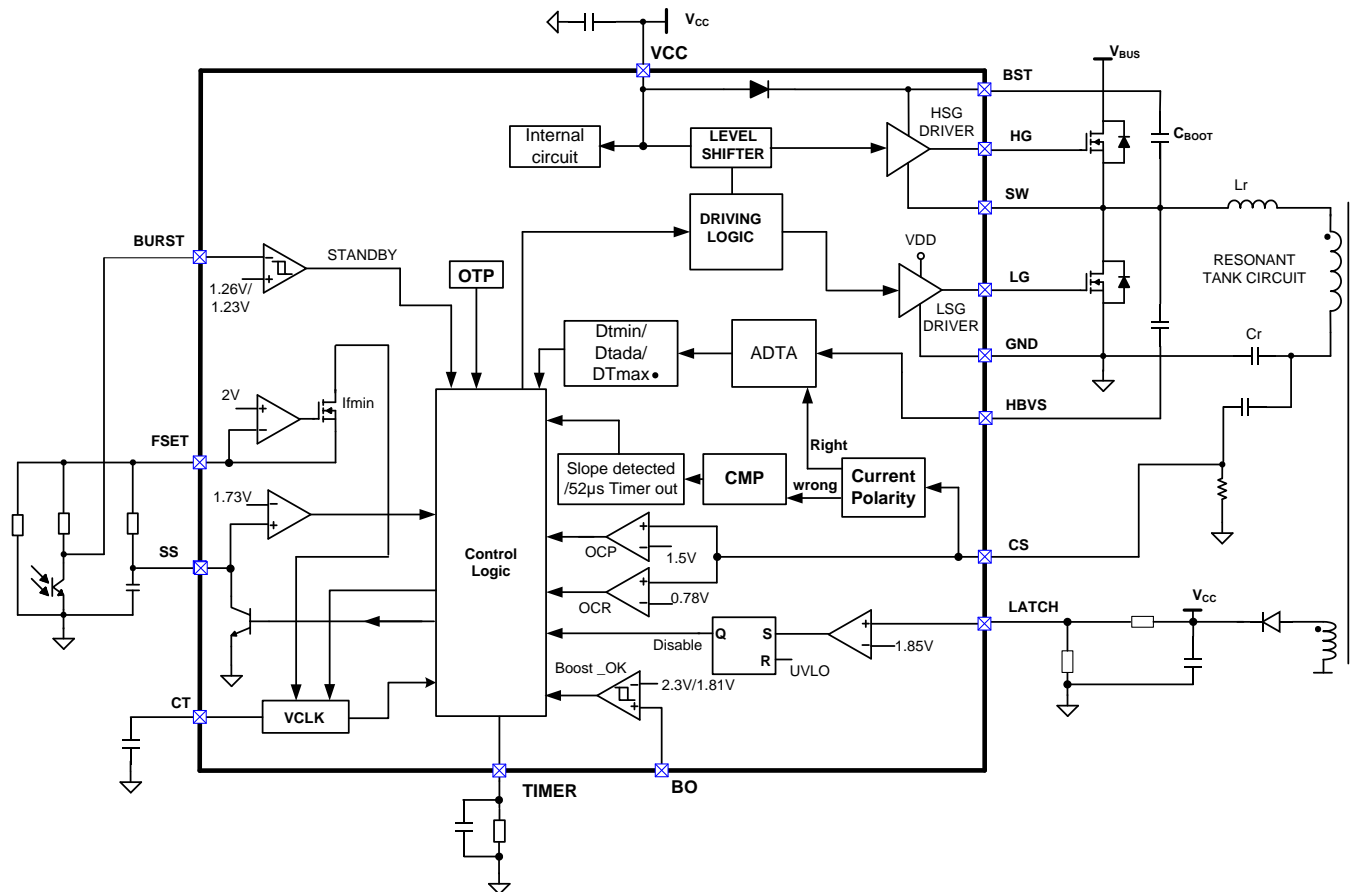 VCC
VCC
VBUS
BST
HSG
DRIVER
Internal
circuit
LEVEL
SHIFTER
HG
CBOOT
SW
Lr
DRIVING
LOGIC
BURST
STANDBY
VDD
RESONANT
TANK CIRCUIT
OTP
1.26V/
1.23V
LG
LSG
DRIVER
Dtmin/
Dtada/
DTmax•
ADTA
GND
Cr
2V
Ifmin
HBVS
FSET
Right
Slope detected
/52µs Timer out
CMP
wrong
Current
Polarity
1.73V
SS
Control
Logic
OCP
1.5V
CS
OCR
0.78V
LATCH
VCC
Disable
Q
S
R
UVLO
1.85V
Boost _OK
2.3V/1.81V
CT
VCLK
TIMER
BO